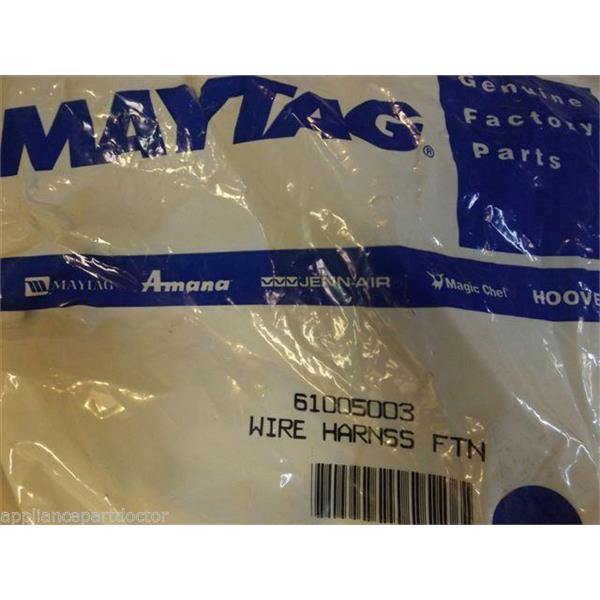 MAYTAG®
Genuine
Factory
Parts
MAYTAG Amana JENN-AIR Magic Chef HOOVE
61005003
WIRE HARNSS FTN
appliancepartdoctor